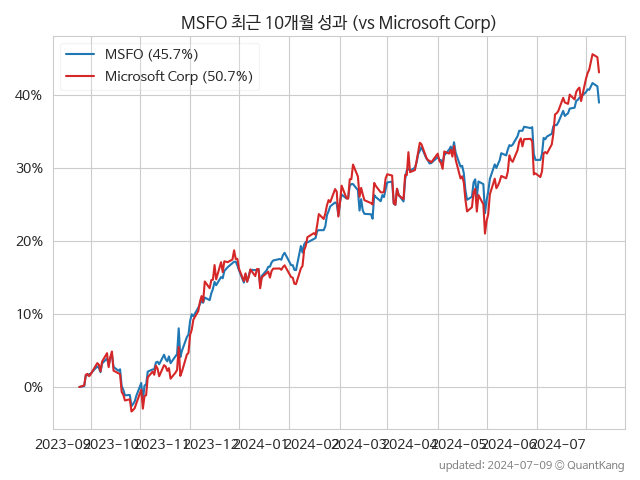 MSFO 최근 10개월 성과 (vs Microsoft Corp)
MSFO (45.7%)
Microsoft Corp (50.7%)
40%
30%
20%
10%
0%
2023-09 2023-10 2023-11 2023-12 2024-01 2024-02 2024-03 2024-04 2024-05 2024-06 2024-07
updated: 2024-07-09 © QuantKang